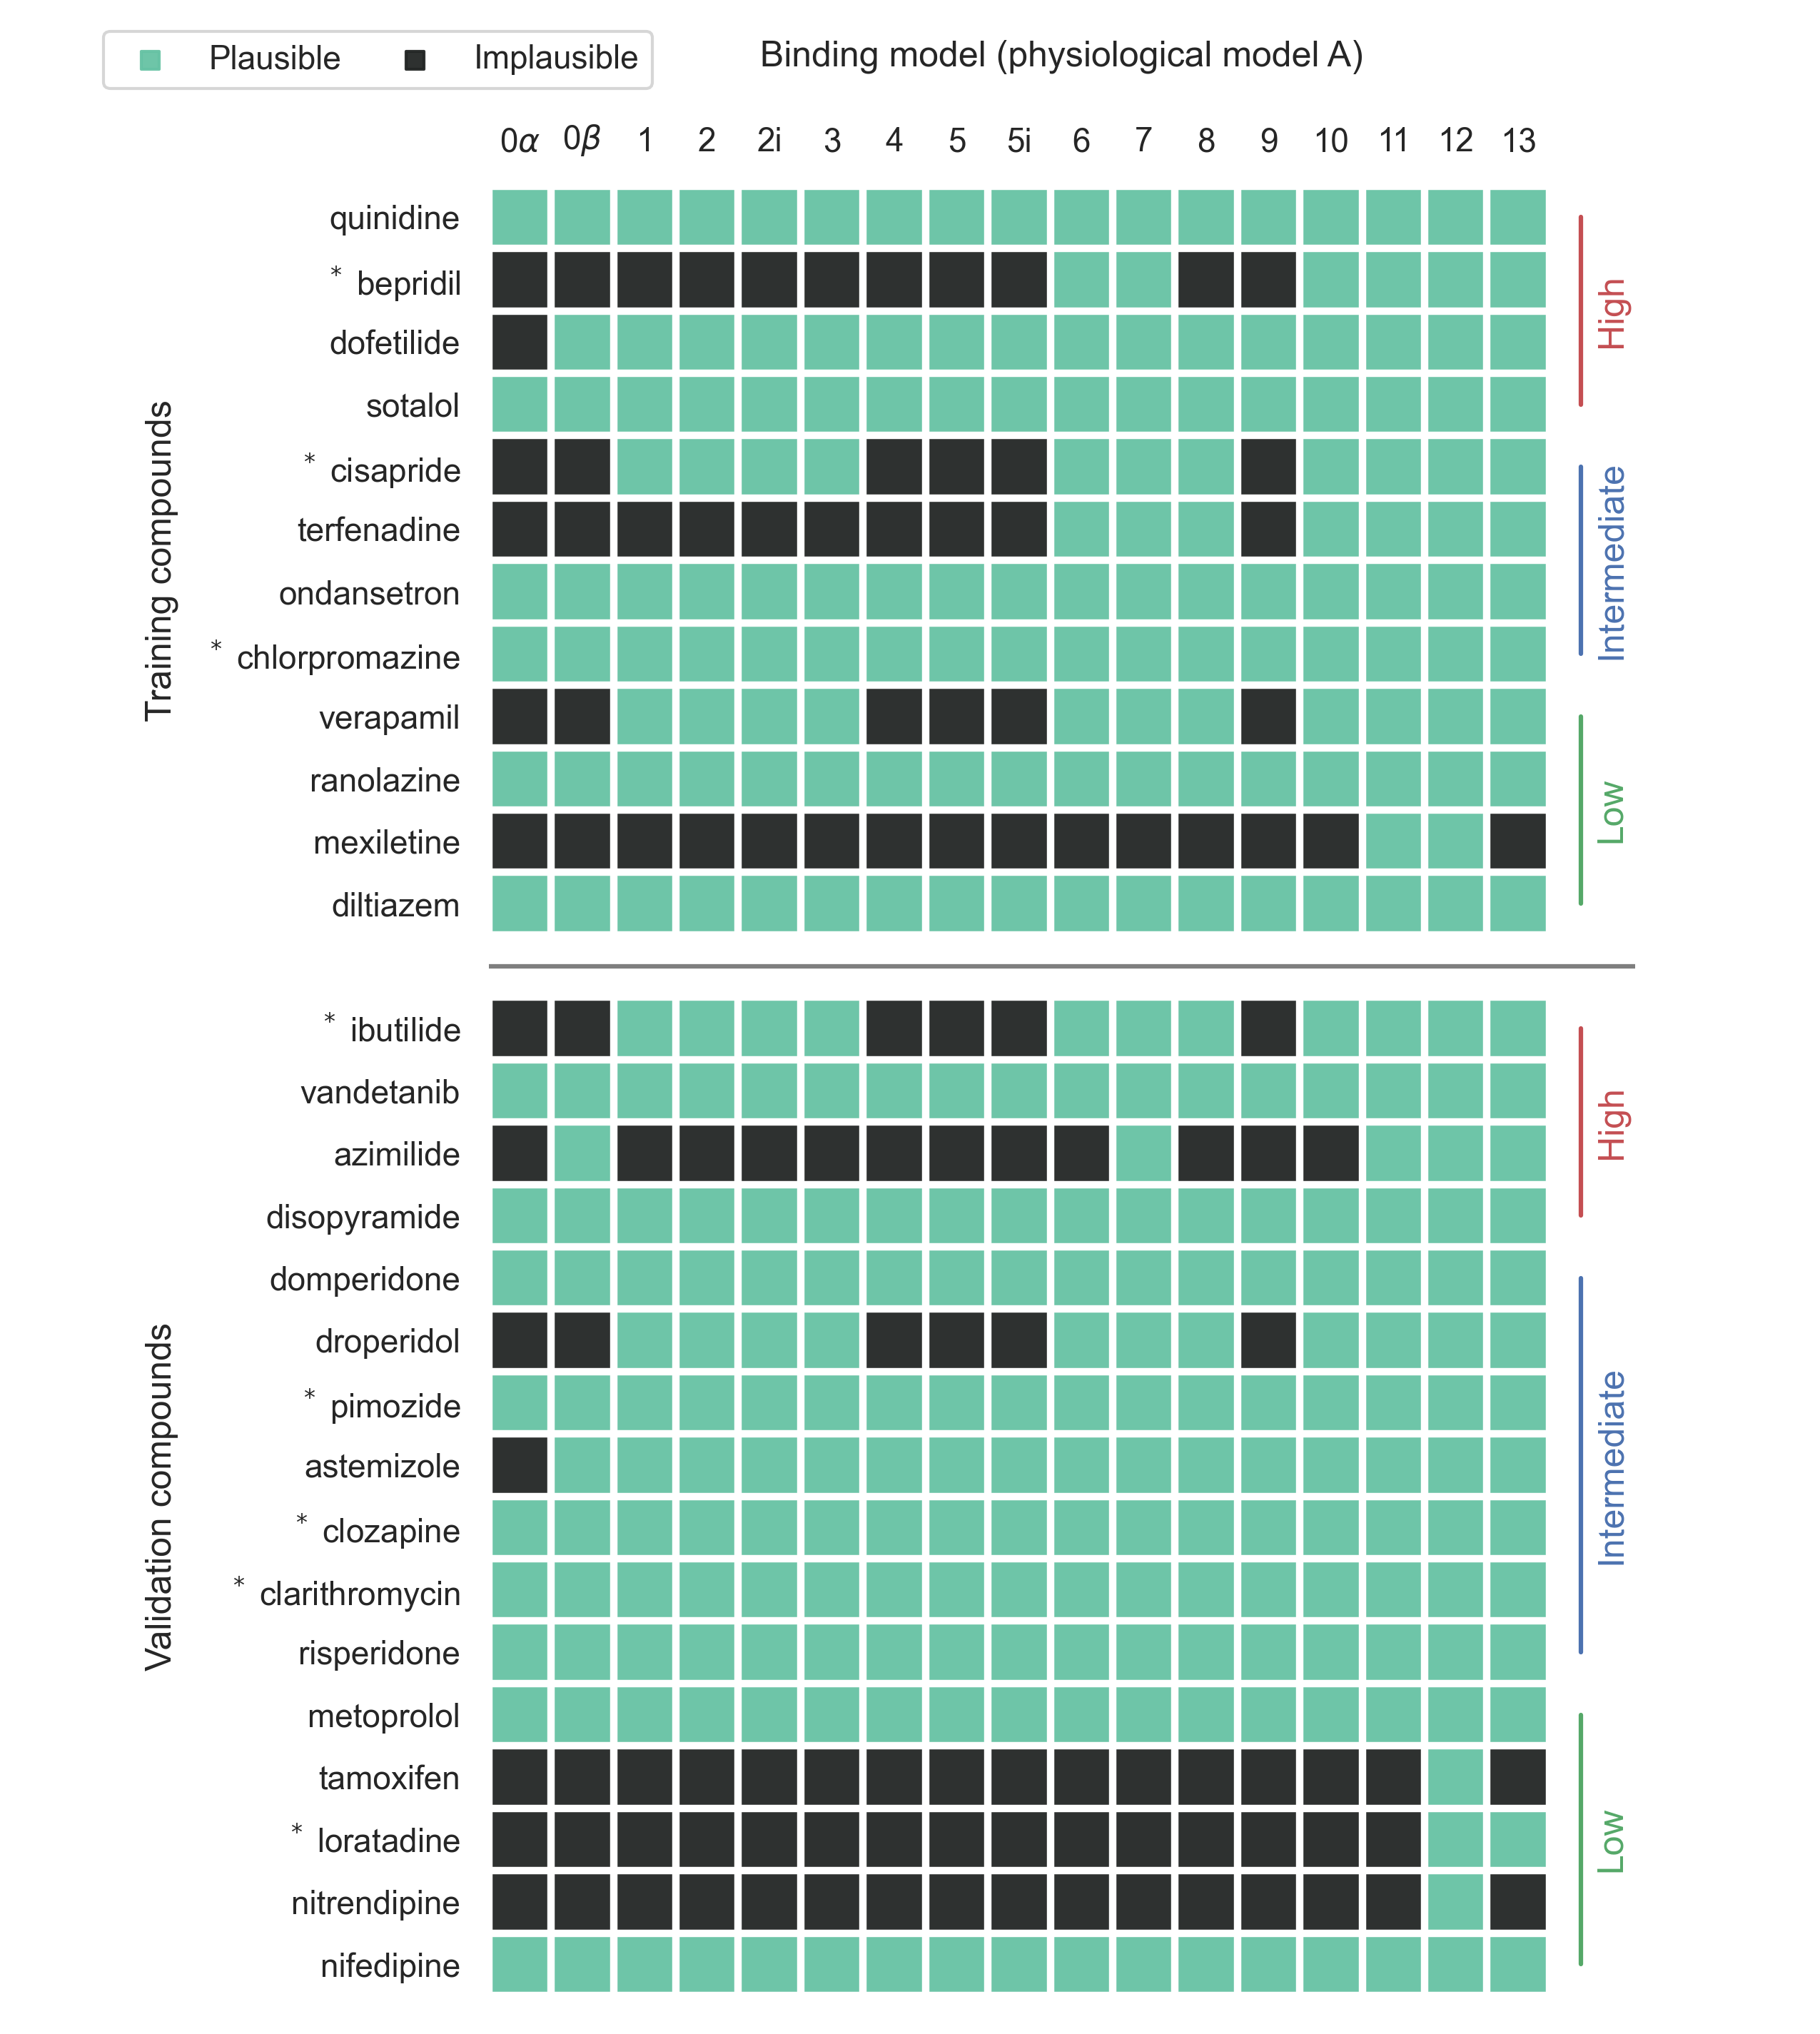 Plausible Implausible
Binding model (physiological model A)
0α 0β 1 2 2i 3 4 5 5i 6 7 8 9 10 11 12 13
Training compounds
quinidine
* bepridil
dofetilide
sotalol
* cisapride
terfenadine
ondansetron
* chlorpromazine
verapamil
ranolazine
mexiletine
diltiazem
High
Intermediate
Low
Validation compounds
* ibutilide
vandetanib
azimilide
disopyramide
domperidone
droperidol
* pimozide
astemizole
* clozapine
* clarithromycin
risperidone
metoprolol
tamoxifen
* loratadine
nitrendipine
nifedipine
High
Intermediate
Low